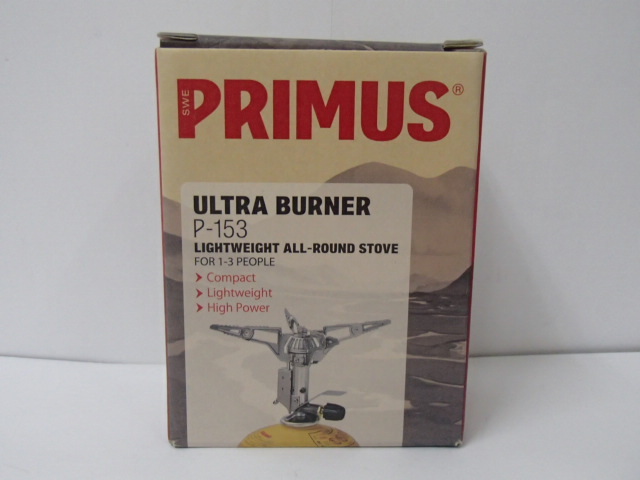 SWE
PRIMUS®
ULTRA BURNER
P-153
LIGHTWEIGHT ALL-ROUND STOVE
FOR 1-3 PEOPLE
Compact
Lightweight
High Power